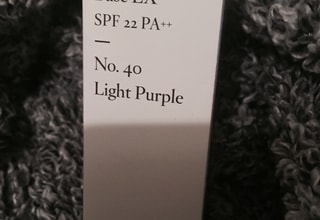 Base EX
SPF 22 PA++
No. 40
Light Purple